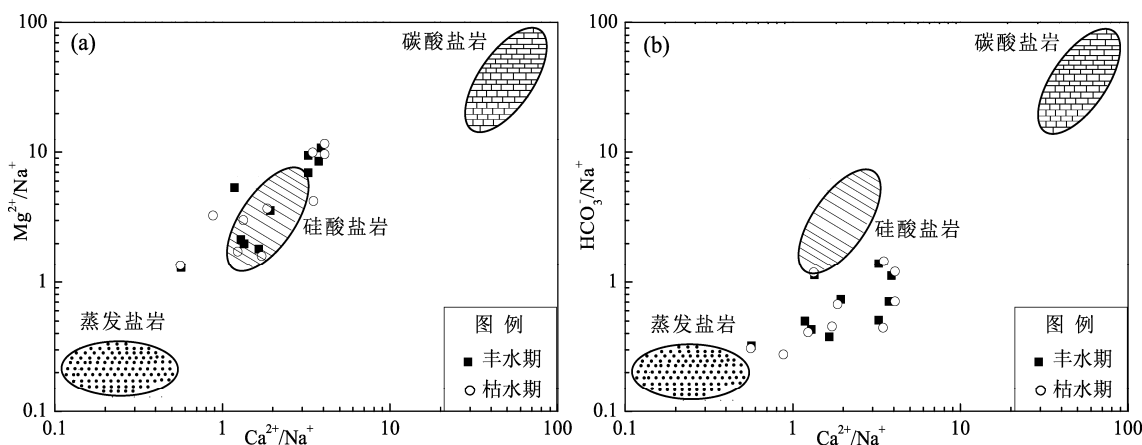 (a)
100
10
1
0.1
Mg²⁺/Na⁺
碳酸盐岩
硅酸盐岩
蒸发盐岩
图 例
丰水期
枯水期
0.1
1
10
100
Ca²⁺/Na⁺
(b)
100
10
1
0.1
HCO₃⁻/Na⁺
碳酸盐岩
硅酸盐岩
蒸发盐岩
图 例
丰水期
枯水期
0.1
1
10
100
Ca²⁺/Na⁺